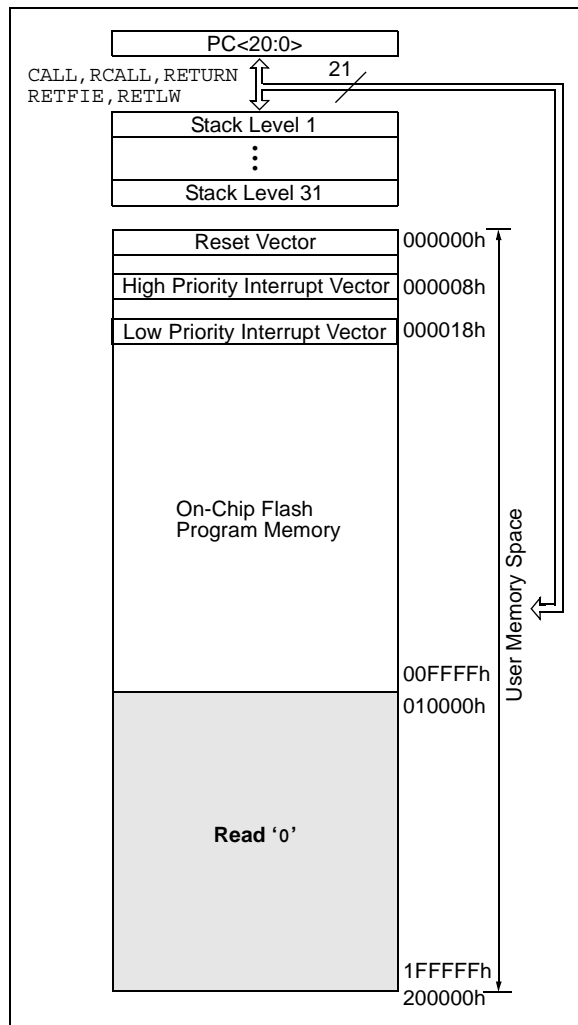 PC<20:0>
CALL,RCALL,RETURN
RETFIE,RETLW
21
Stack Level 1
Stack Level 31
Reset Vector
000000h
High Priority Interrupt Vector
000008h
Low Priority Interrupt Vector
000018h
On-Chip Flash
Program Memory
User Memory Space
00FFFFh
010000h
Read ‘0’
1FFFFFh
200000h